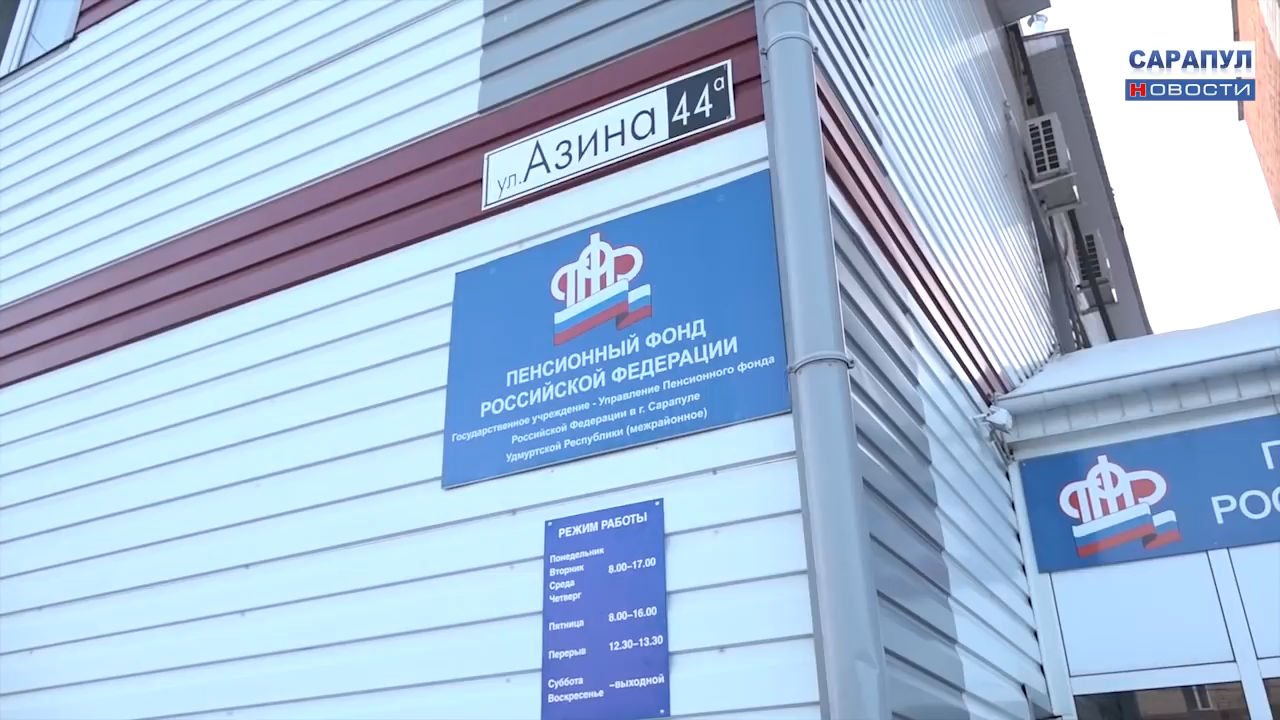 САРАПУЛ
НОВОСТИ
ул. Азина 44а
ПЕНСИОННЫЙ ФОНД
РОССИЙСКОЙ ФЕДЕРАЦИИ
Государственное учреждение - Управление Пенсионного фонда
Российской Федерации в г. Сарапуле
Удмуртской Республики (межрайонное)
РЕЖИМ РАБОТЫ
Понедельник
Вторник 8.00–17.00
Среда
Четверг
Пятница 8.00–16.00
Перерыв 12.30–13.30
Суббота
Воскресенье –выходной